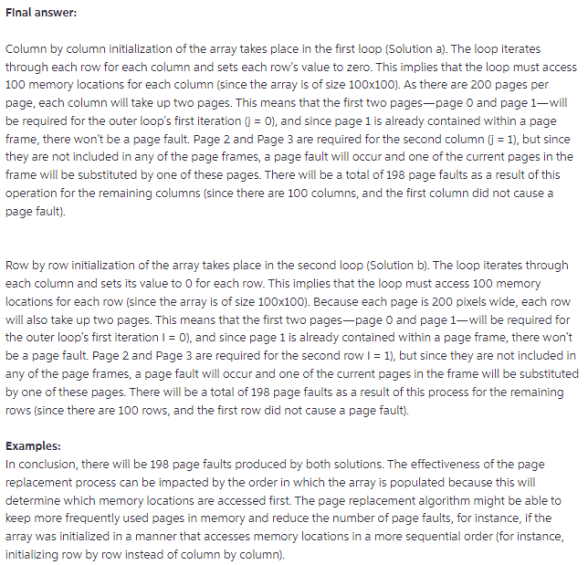 Final answer:
Column by column initialization of the array takes place in the first loop (Solution a). The loop iterates
through each row for each column and sets each row's value to zero. This implies that the loop must access
100 memory locations for each column (since the array is of size 100x100). As there are 200 pages per
page, each column will take up two pages. This means that the first two pages—page 0 and page 1—will
be required for the outer loop's first iteration (j = 0), and since page 1 is already contained within a page
frame, there won't be a page fault. Page 2 and Page 3 are required for the second column (j = 1), but since
they are not included in any of the page frames, a page fault will occur and one of the current pages in the
frame will be substituted by one of these pages. There will be a total of 198 page faults as a result of this
operation for the remaining columns (since there are 100 columns, and the first column did not cause a
page fault).
Row by row initialization of the array takes place in the second loop (Solution b). The loop iterates through
each column and sets its value to 0 for each row. This implies that the loop must access 100 memory
locations for each row (since the array is of size 100x100). Because each page is 200 pixels wide, each row
will also take up two pages. This means that the first two pages—page 0 and page 1—will be required for
the outer loop's first iteration I = 0), and since page 1 is already contained within a page frame, there won't
be a page fault. Page 2 and Page 3 are required for the second row I = 1), but since they are not included in
any of the page frames, a page fault will occur and one of the current pages in the frame will be substituted
by one of these pages. There will be a total of 198 page faults as a result of this process for the remaining
rows (since there are 100 rows, and the first row did not cause a page fault).
Examples:
In conclusion, there will be 198 page faults produced by both solutions. The effectiveness of the page
replacement process can be impacted by the order in which the array is populated because this will
determine which memory locations are accessed first. The page replacement algorithm might be able to
keep more frequently used pages in memory and reduce the number of page faults, for instance, if the
array was initialized in a manner that accesses memory locations in a more sequential order (for instance,
initializing row by row instead of column by column).